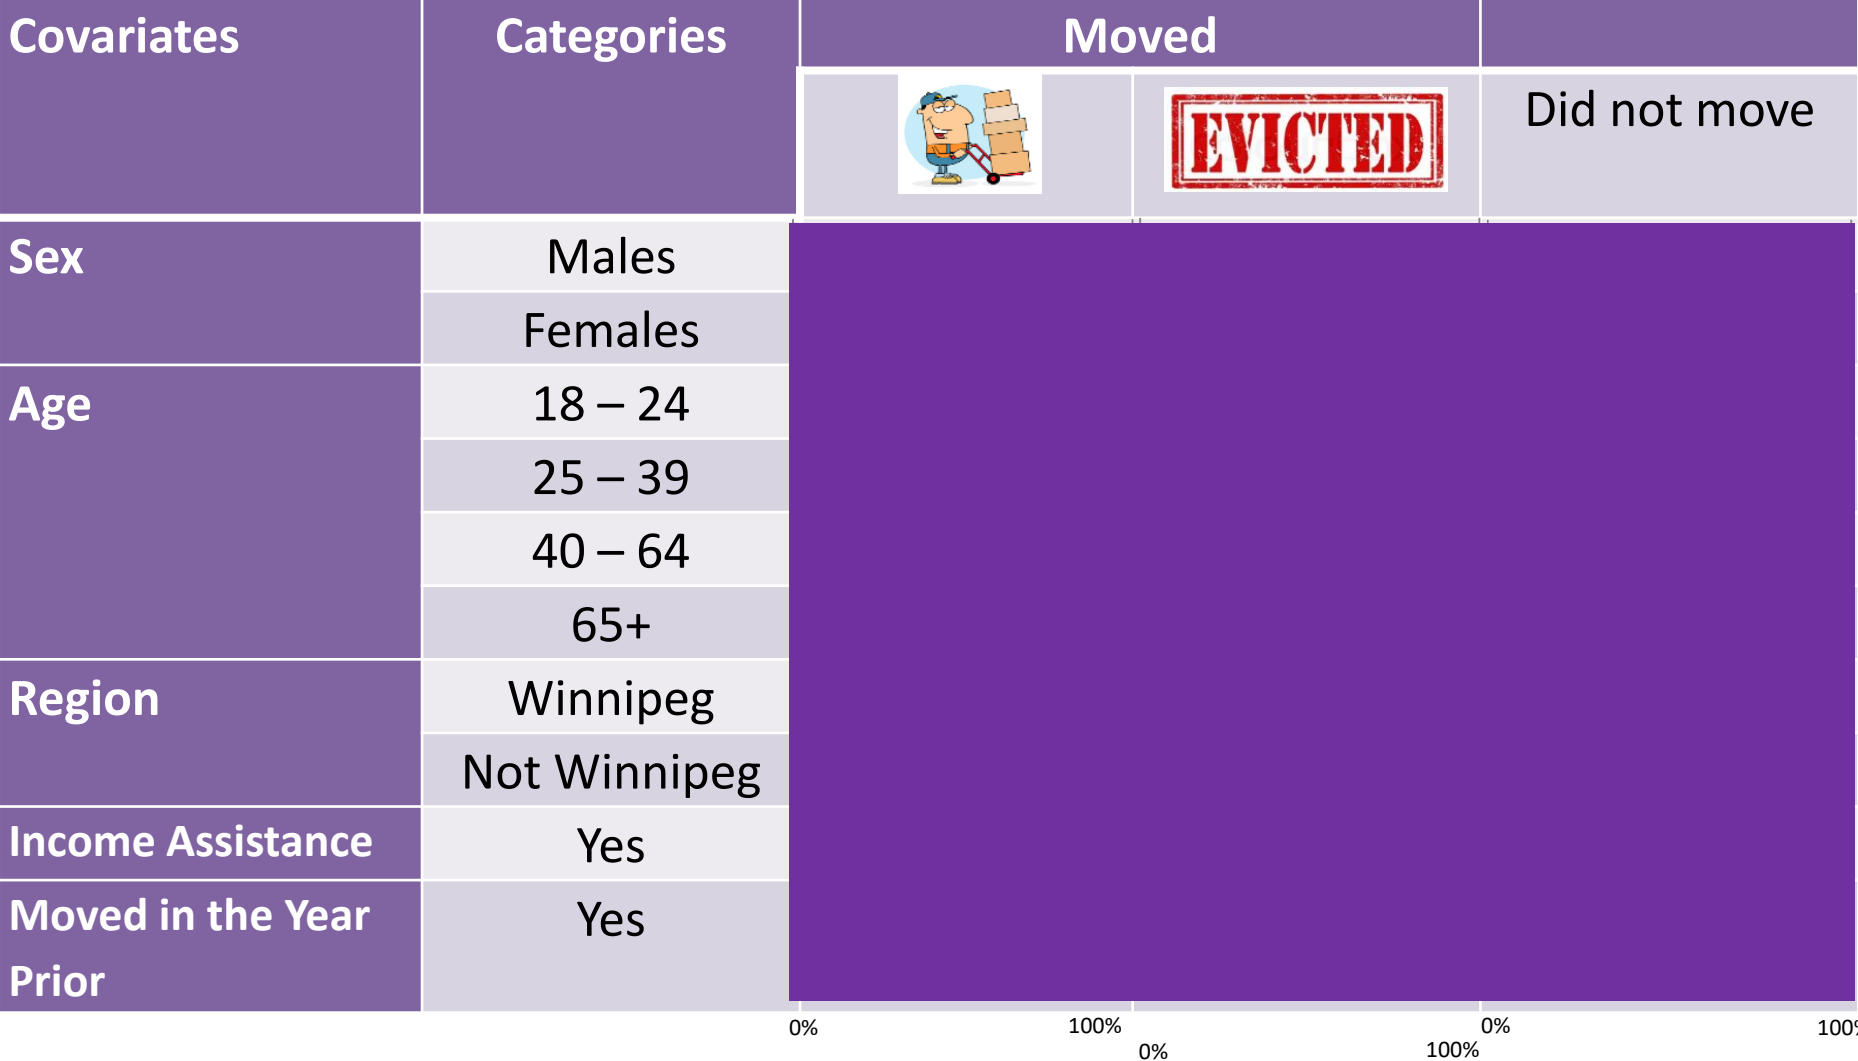 Covariates
Categories
Moved
EVICTED
Did not move
Sex
Males
Females
Age
18 – 24
25 – 39
40 – 64
65+
Region
Winnipeg
Not Winnipeg
Income Assistance
Yes
Moved in the Year
Prior
Yes
0%
100%
0%
100%
0%
100%